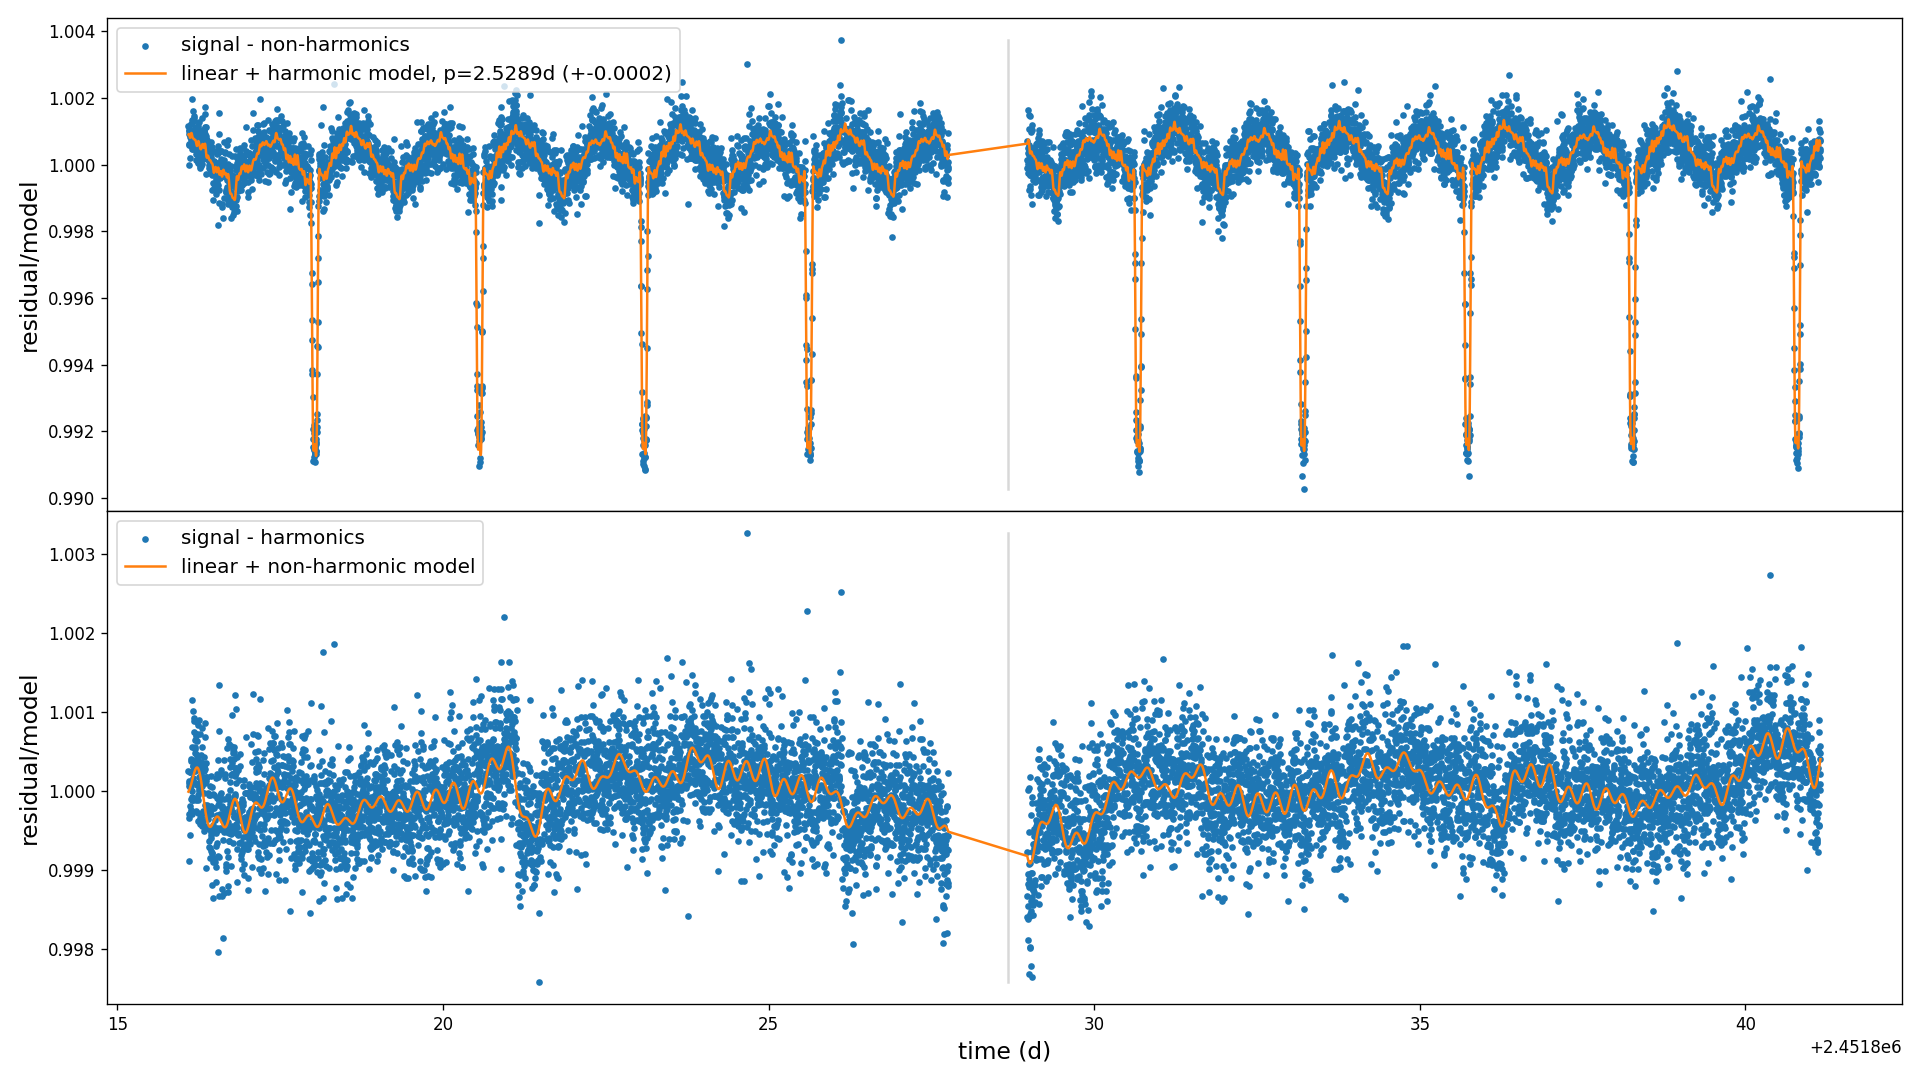 signal - non-harmonics
linear + harmonic model, p=2.5289d (+-0.0002)
1.004
1.002
1.000
0.998
0.996
0.994
0.992
0.990
residual/model
signal - harmonics
linear + non-harmonic model
1.003
1.002
1.001
1.000
0.999
0.998
residual/model
15 20 25 30 35 40
time (d)
+2.4518e6